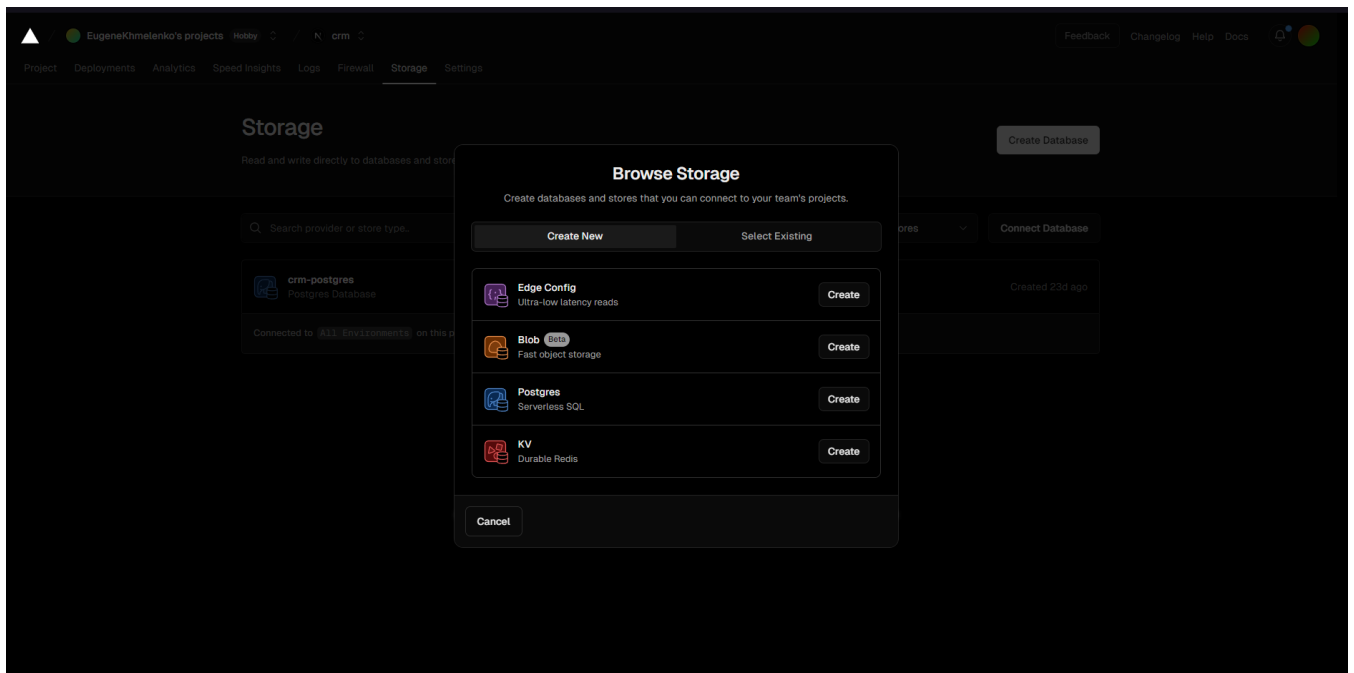 EugeneKhmelenko's projects Hobby / N crm Feedback Changelog Help Docs
Project Deployments Analytics Speed Insights Logs Firewall Storage Settings
Storage
Create Database
Read and write directly to databases and store
Browse Storage
Create databases and stores that you can connect to your team's projects.
Search provider or store type..
Create New Select Existing
ores
Connect Database
crm-postgres
Postgres Database
Created 23d ago
Connected to All Environments on this p
Edge Config
Ultra-low latency reads
Create
Blob Beta
Fast object storage
Create
Postgres
Serverless SQL
Create
KV
Durable Redis
Create
Cancel